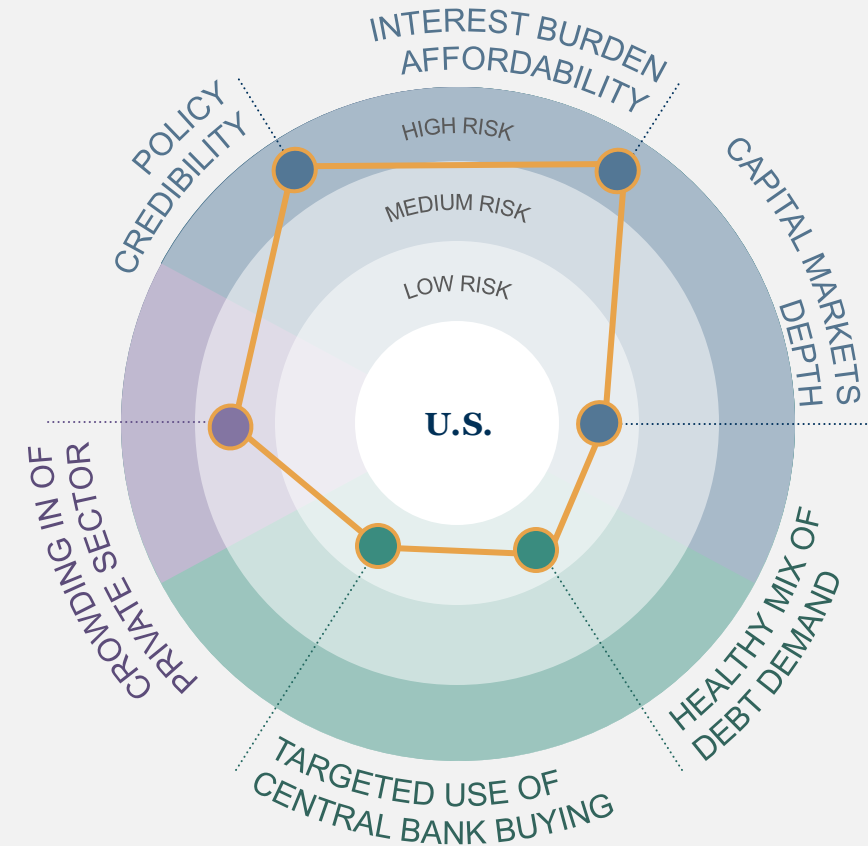 INTEREST BURDEN
AFFORDABILITY
POLICY
CREDIBILITY
HIGH RISK
MEDIUM RISK
LOW RISK
CAPITAL MARKETS
DEPTH
U.S.
CROWDING IN OF
PRIVATE SECTOR
HEALTHY MIX OF
DEBT DEMAND
TARGETED USE OF
CENTRAL BANK BUYING